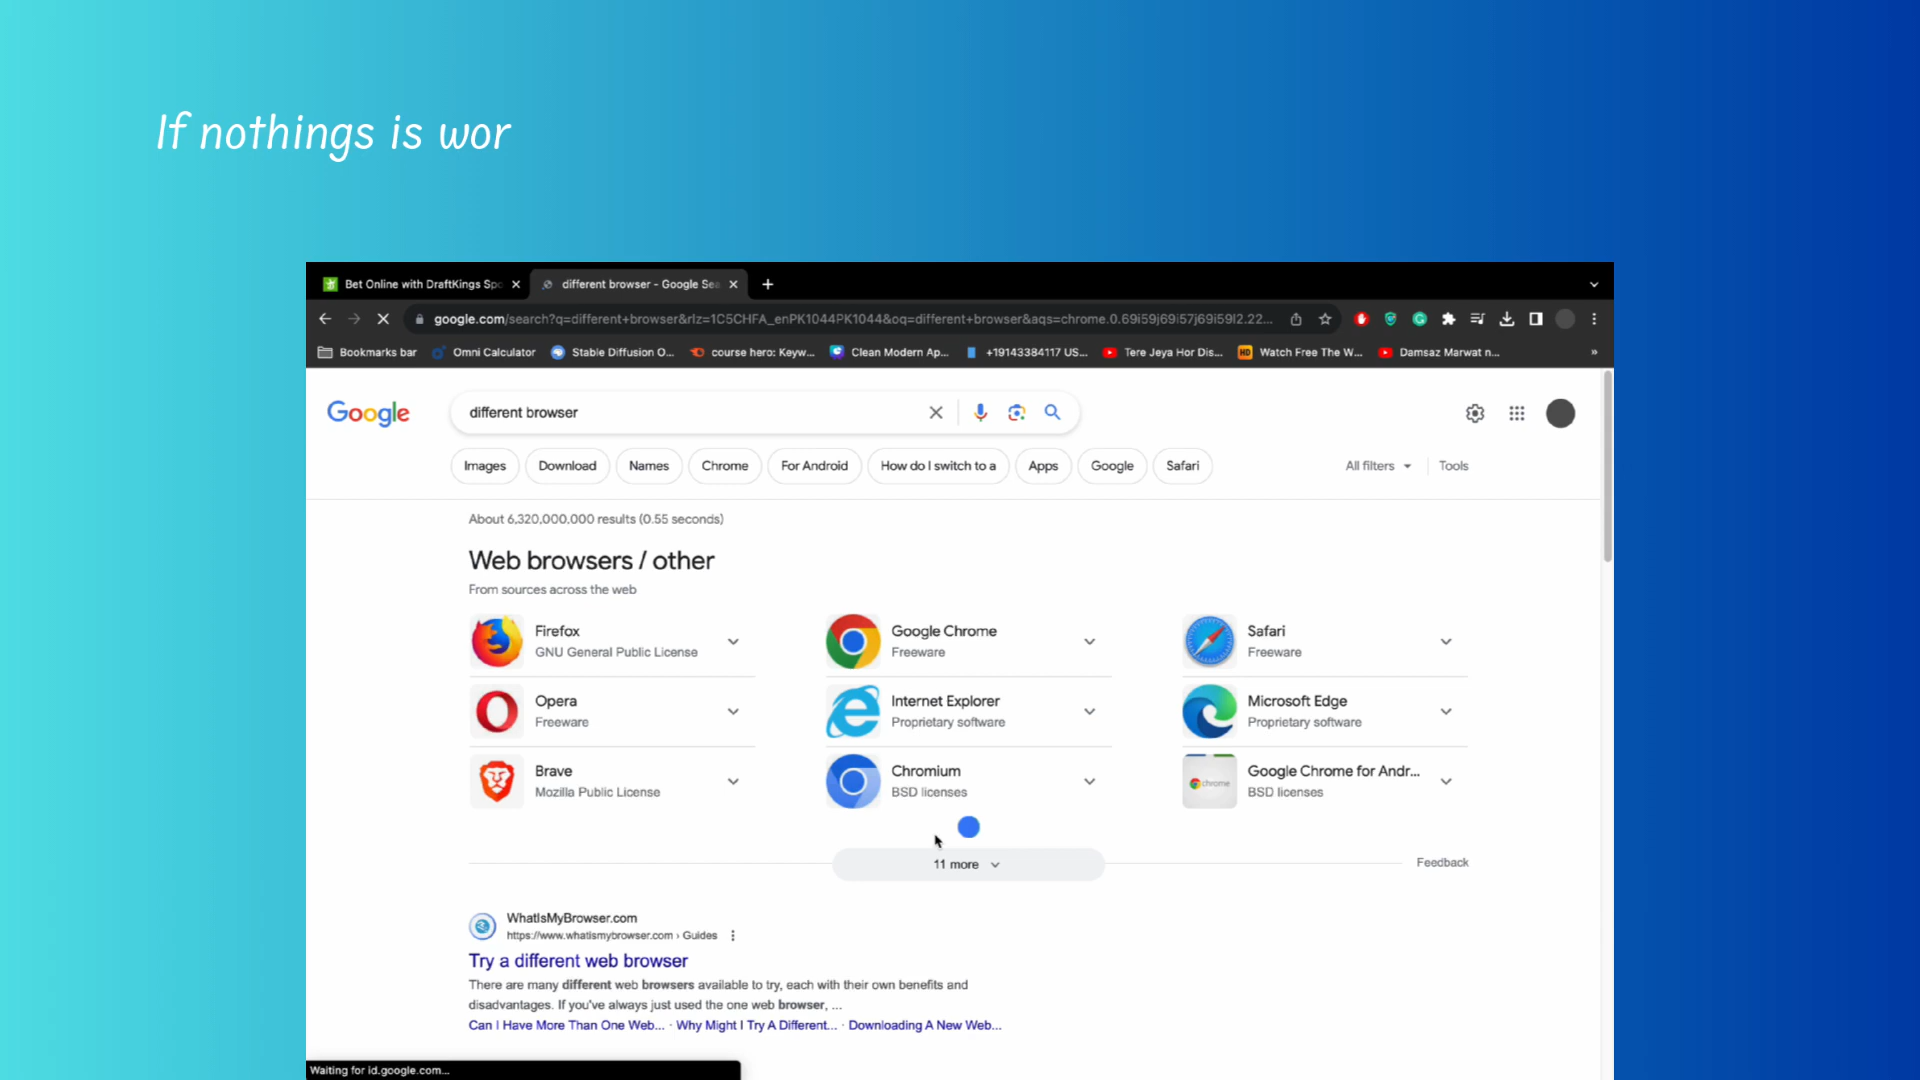 If nothings is wor
Bet Online with DraftKings Spo
different browser - Google Sea
google.com/search?q=different+browser&rlz=1C5CHFA_enPK1044PK1044&oq=different+browser&aqs=chrome.0.69i59j69i57j69i59l2.22...
Bookmarks bar
Omni Calculator
Stable Diffusion O...
course hero: Keyw...
Clean Modern Ap...
+19143384117 US...
Tere Jeya Hor Dis...
HD
Watch Free The W...
Damsaz Marwat n...
»
Google
different browser
Images
Download
Names
Chrome
For Android
How do I switch to a
Apps
Google
Safari
All filters
Tools
About 6,320,000,000 results (0.55 seconds)
Web browsers / other
From sources across the web
Firefox
GNU General Public License
Google Chrome
Freeware
Safari
Freeware
Opera
Freeware
Internet Explorer
Proprietary software
Microsoft Edge
Proprietary software
Brave
Mozilla Public License
Chromium
BSD licenses
chrome
Google Chrome for Andr...
BSD licenses
11 more
Feedback
WhatIsMyBrowser.com
https://www.whatismybrowser.com › Guides
Try a different web browser
There are many different web browsers available to try, each with their own benefits and
disadvantages. If you've always just used the one web browser, ...
Can I Have More Than One Web... · Why Might I Try A Different... · Downloading A New Web...
Waiting for id.google.com...